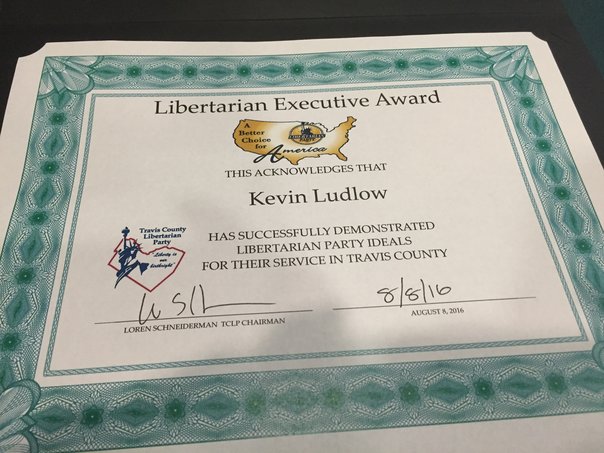 Libertarian Executive Award
A
Better
Choice
for
America
LIBERTARIAN
PARTY
THIS ACKNOWLEDGES THAT
Kevin Ludlow
Travis County
Libertarian
Party
"Liberty is
our
birthright"
HAS SUCCESSFULLY DEMONSTRATED
LIBERTARIAN PARTY IDEALS
FOR THEIR SERVICE IN TRAVIS COUNTY
8/8/16
LOREN SCHNEIDERMAN TCLP CHAIRMAN
AUGUST 8, 2016